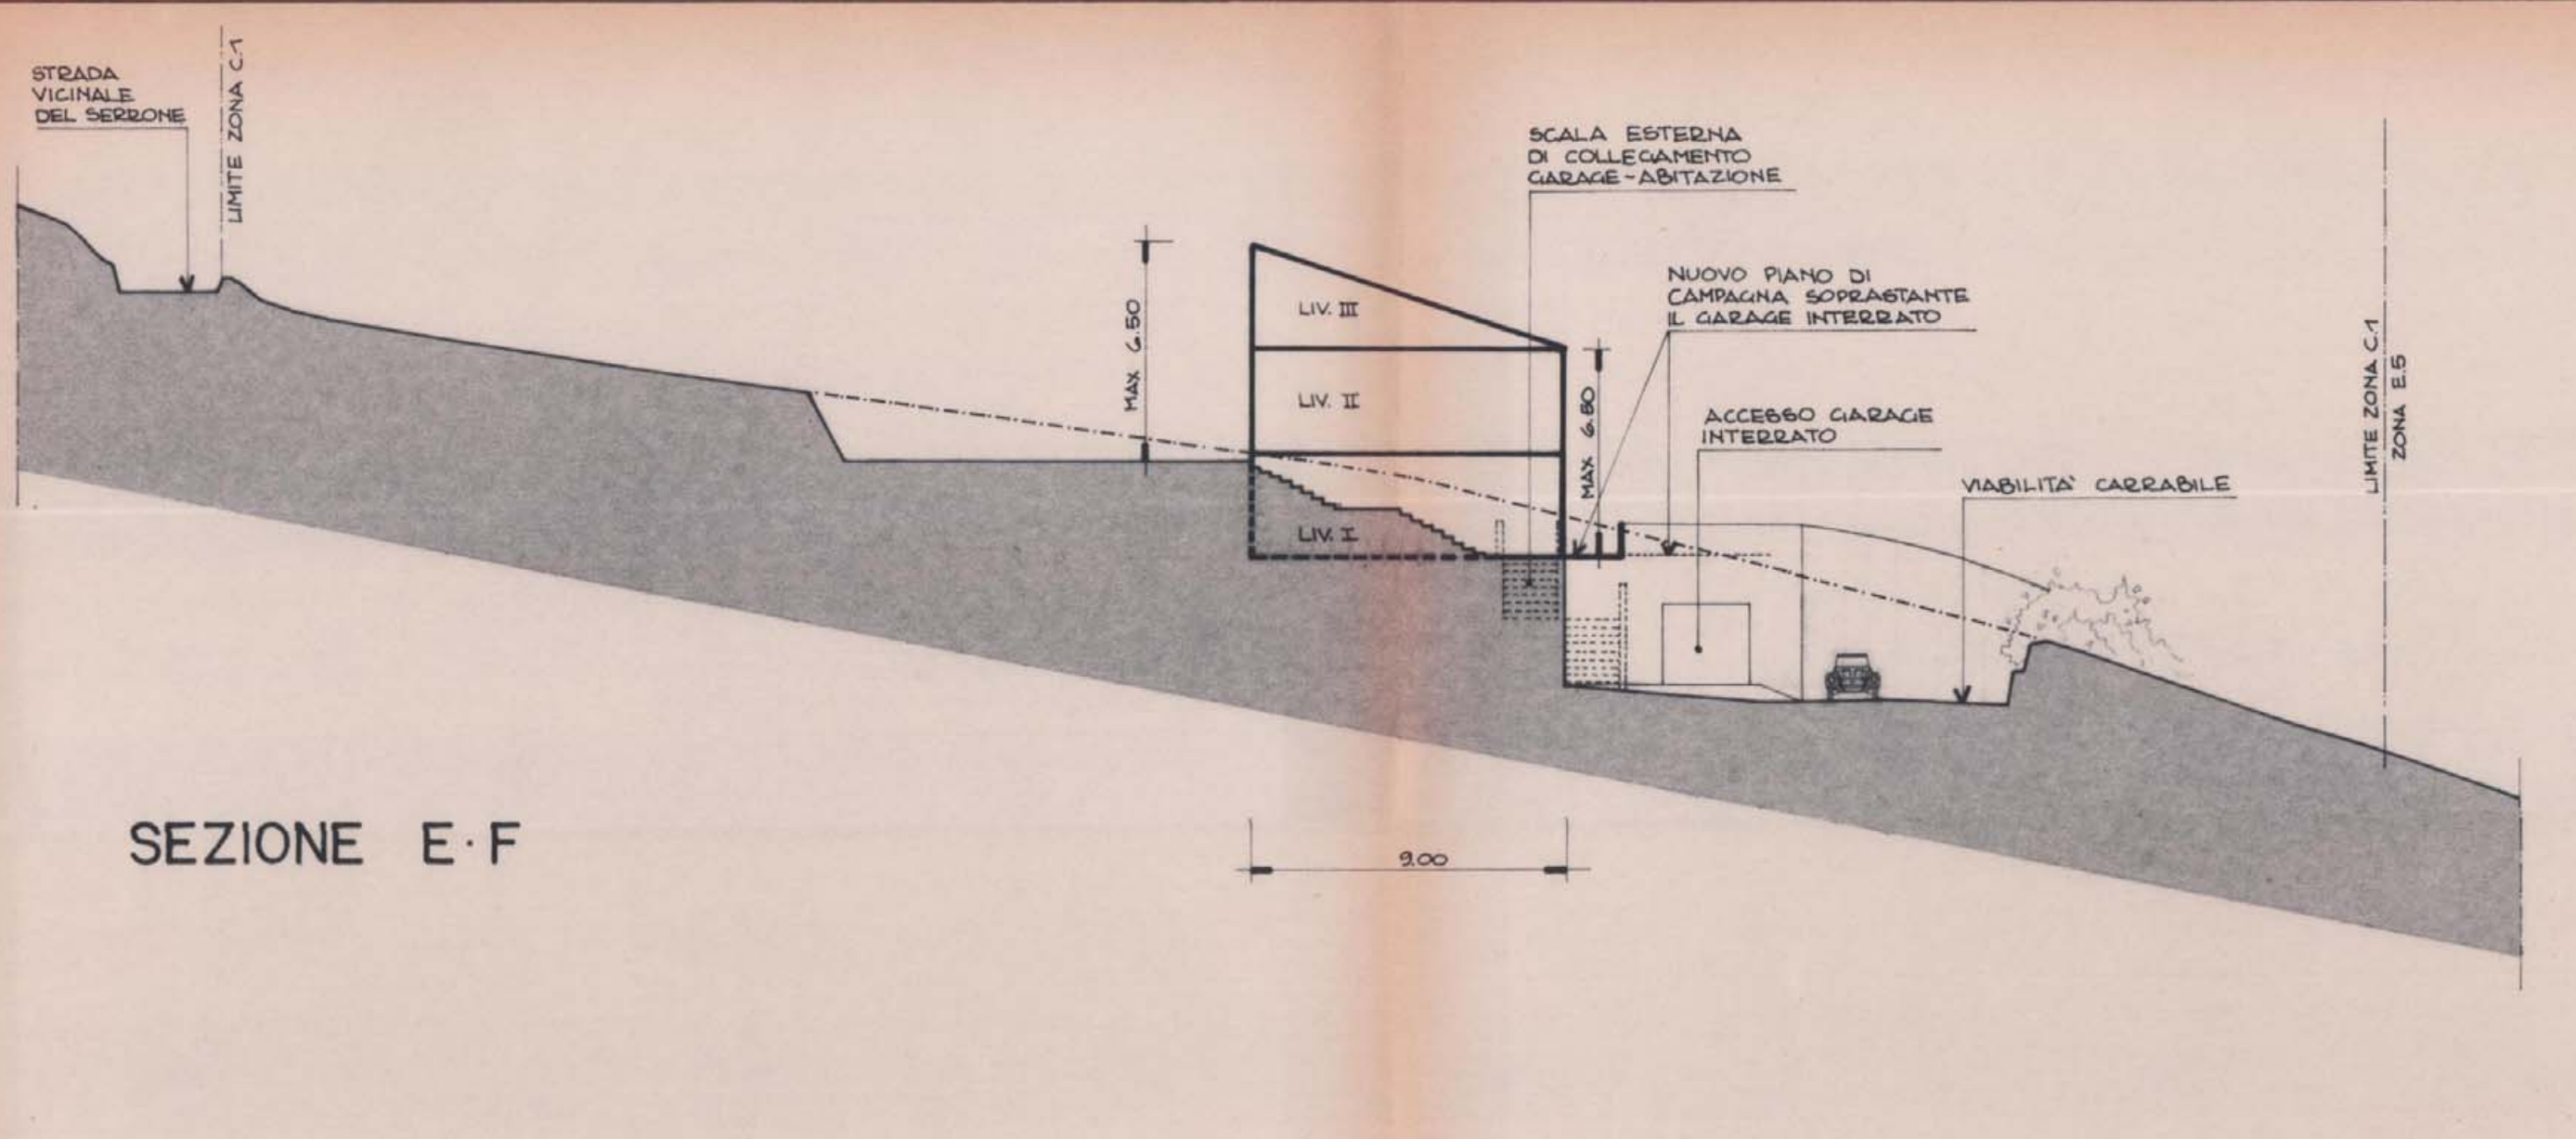 STRADA
VICINALE
DEL SERRONE
LIMITE ZONA C.1
SCALA ESTERNA
DI COLLEGAMENTO
GARAGE-ABITAZIONE
NUOVO PIANO DI
CAMPAGNA SOPRASTANTE
IL GARAGE INTERRATO
ACCESSO GARAGE
INTERRATO
VIABILITA' CARRABILE
LIMITE ZONA C.1
ZONA E.5
MAX 6.50
LIV. III
LIV. II
LIV. I
MAX 6.50
9.00
SEZIONE E·F